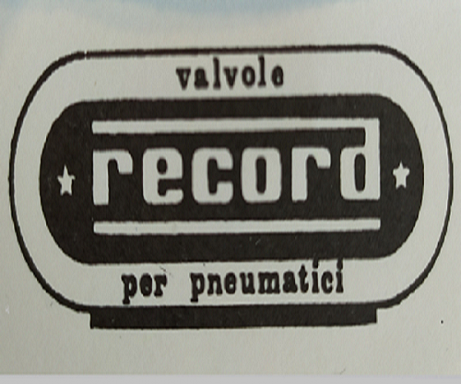 valvole
record
per pneumatici